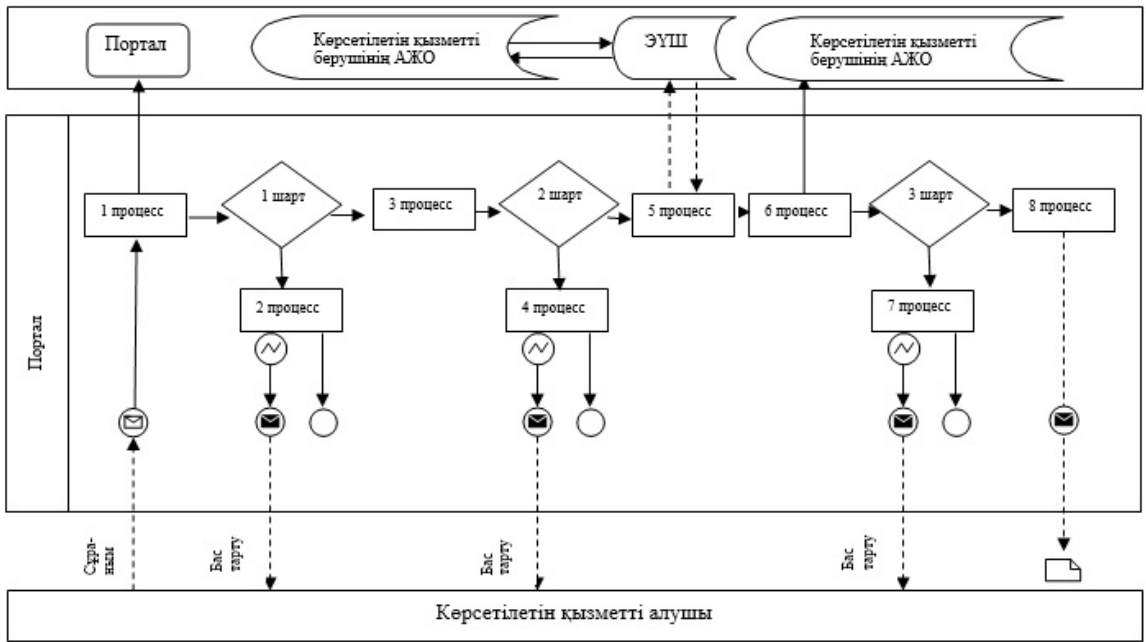 Портал
Көрсетілетін қызметті
берушінің АЖО
ЭҮШ
Көрсетілетін қызметті
берушінің АЖО
Портал
1 процесс
1 шарт
3 процесс
2 шарт
5 процесс
6 процесс
3 шарт
8 процесс
2 процесс
4 процесс
7 процесс
Сұра-
ным
Бас
тарту
Бас
тарту
Бас
тарту
Көрсетілетін қызметті алушы